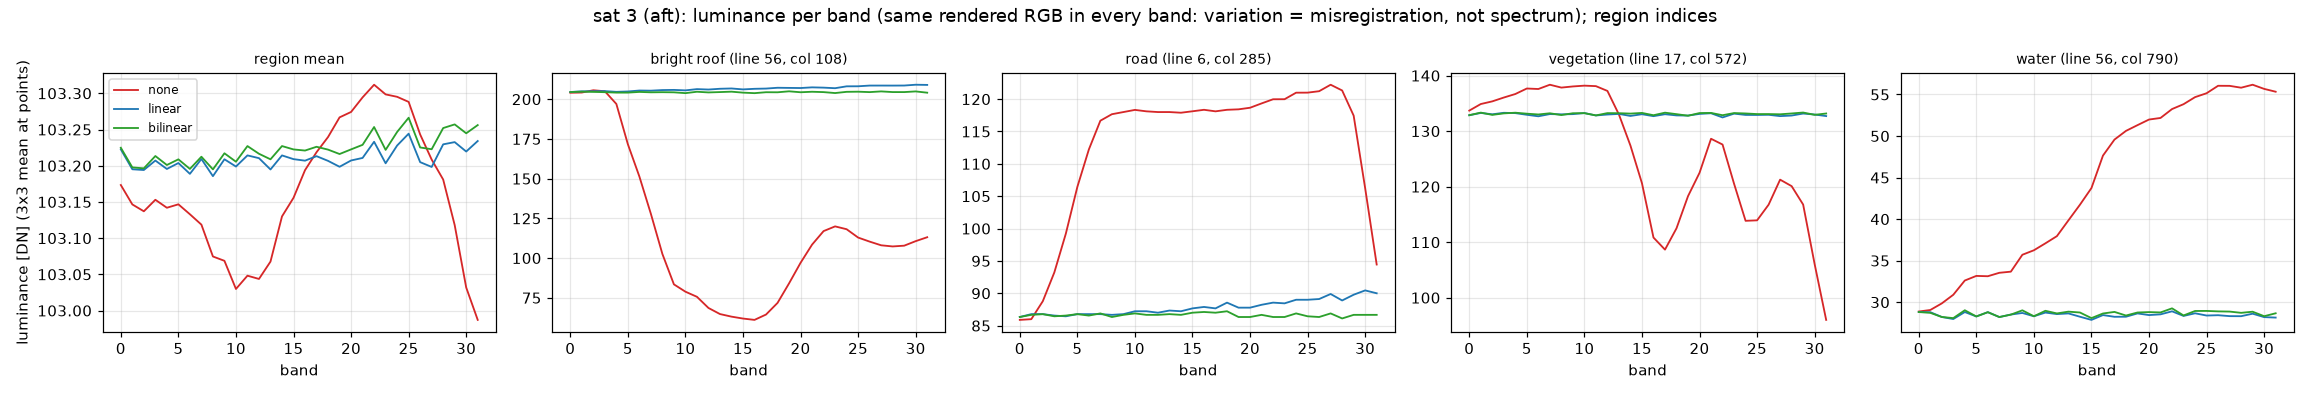 sat 3 (aft): luminance per band (same rendered RGB in every band: variation = misregistration, not spectrum); region indices
region mean
bright roof (line 56, col 108)
road (line 6, col 285)
vegetation (line 17, col 572)
water (line 56, col 790)
luminance [DN] (3x3 mean at points)
none
linear
bilinear
103.30
103.25
103.20
103.15
103.10
103.05
103.00
0 5 10 15 20 25 30
band
200
175
150
125
100
75
0 5 10 15 20 25 30
band
120
115
110
105
100
95
90
85
0 5 10 15 20 25 30
band
140
130
120
110
100
0 5 10 15 20 25 30
band
55
50
45
40
35
30
0 5 10 15 20 25 30
band